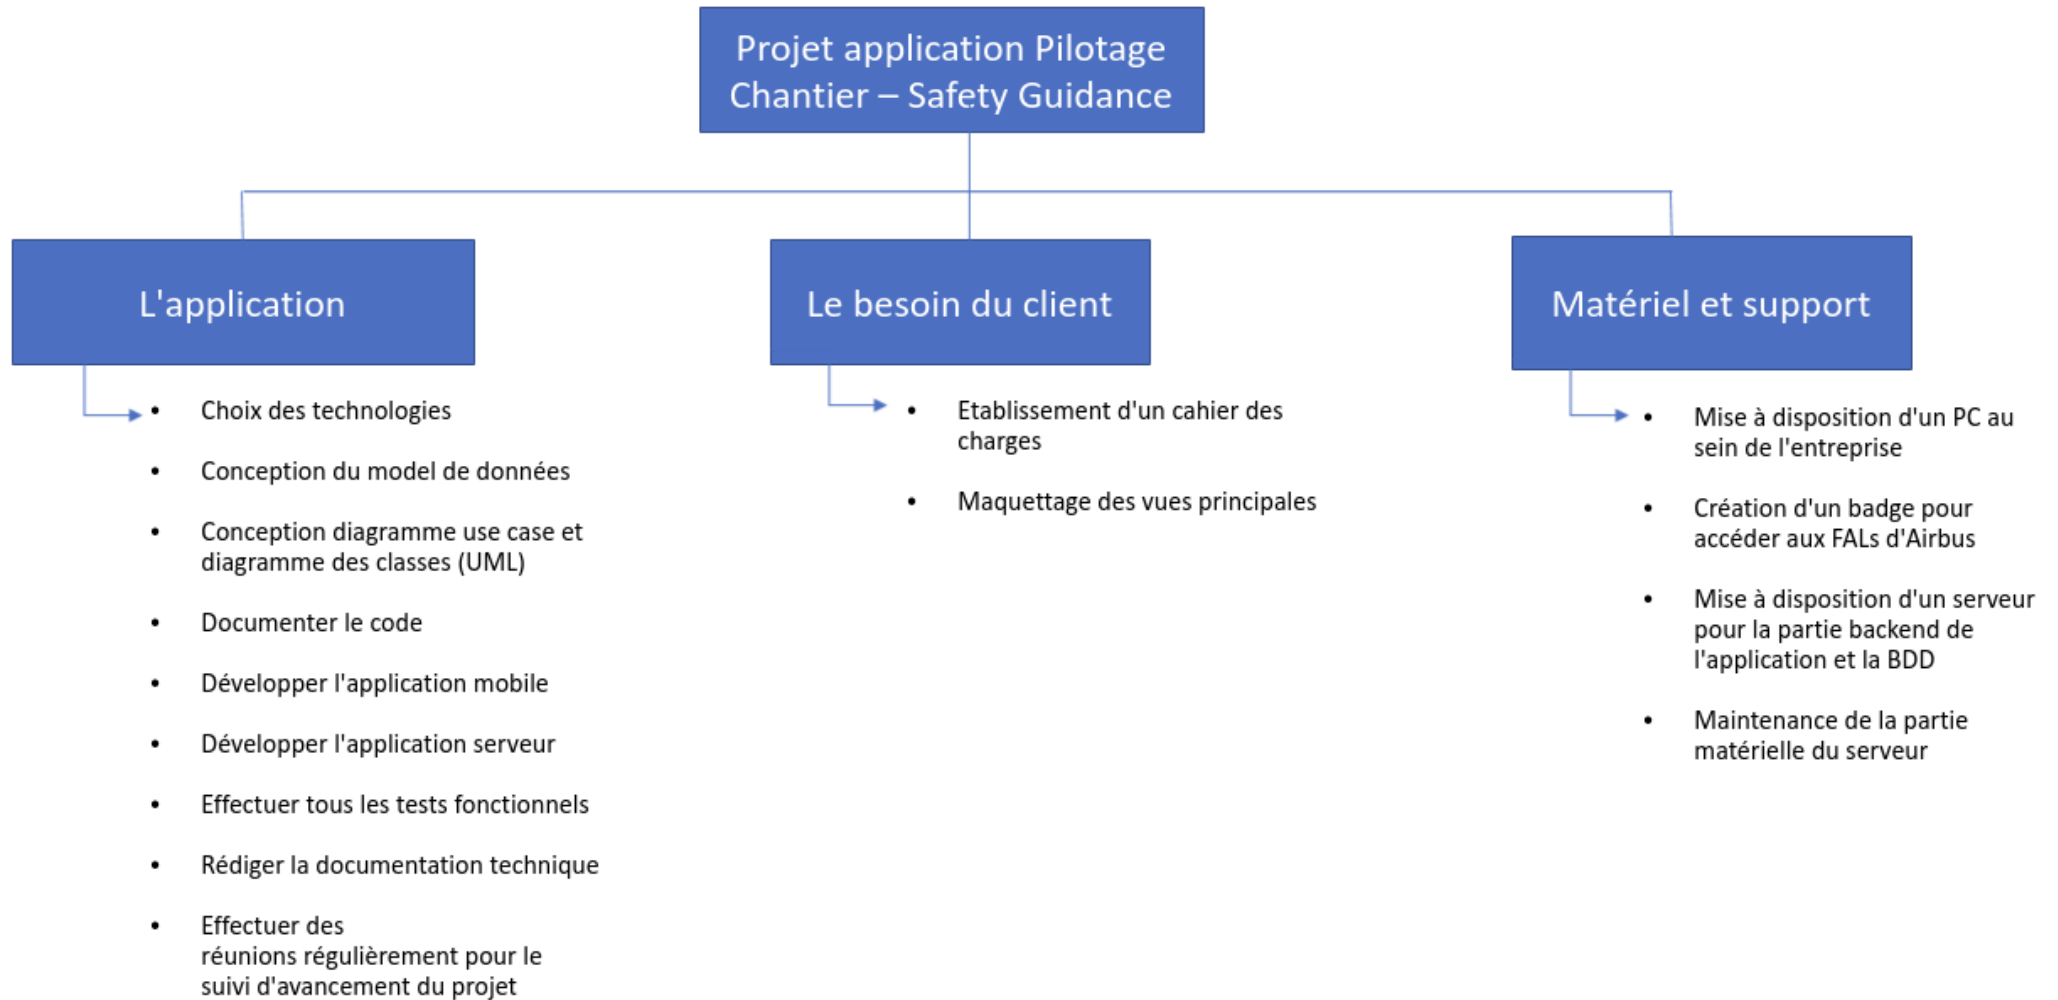 Projet application Pilotage
Chantier – Safety Guidance
L'application
• Choix des technologies
• Conception du model de données
• Conception diagramme use case et
diagramme des classes (UML)
• Documenter le code
• Développer l'application mobile
• Développer l'application serveur
• Effectuer tous les tests fonctionnels
• Rédiger la documentation technique
• Effectuer des
réunions régulièrement pour le
suivi d'avancement du projet
Le besoin du client
• Etablissement d'un cahier des
charges
• Maquettage des vues principales
Matériel et support
• Mise à disposition d'un PC au
sein de l'entreprise
• Création d'un badge pour
accéder aux FALs d'Airbus
• Mise à disposition d'un serveur
pour la partie backend de
l'application et la BDD
• Maintenance de la partie
matérielle du serveur